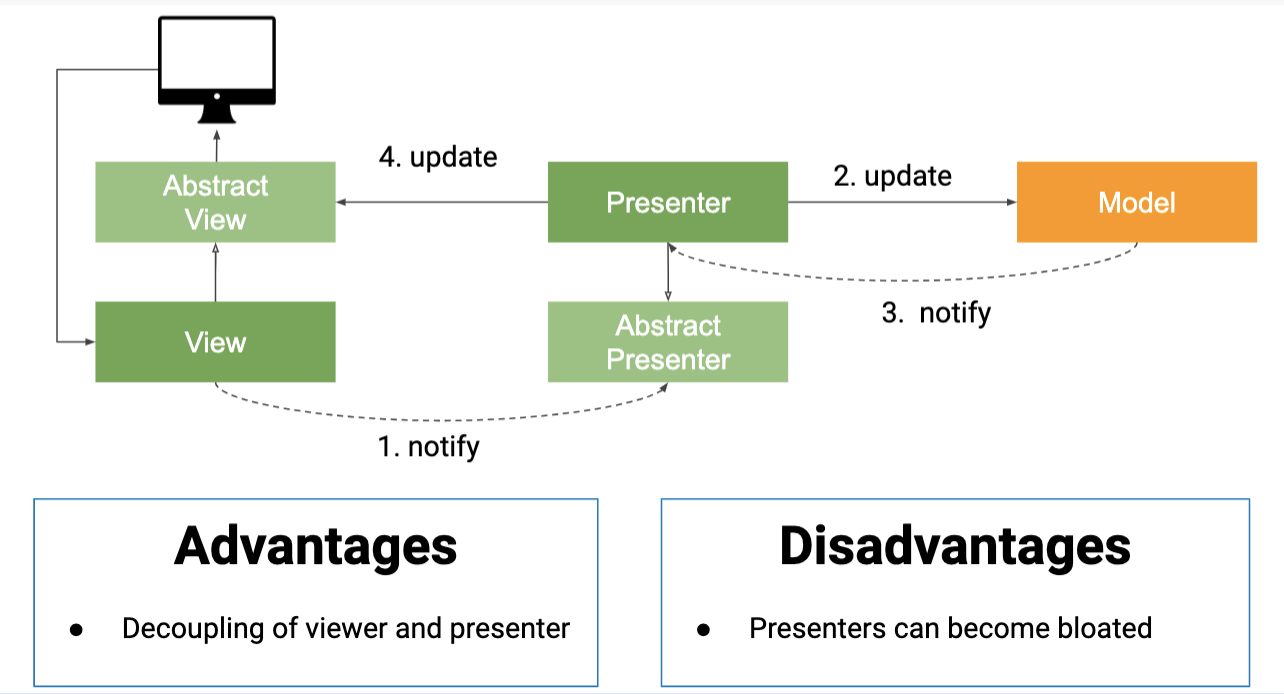 4. update
2. update
Abstract
View
Presenter
Model
3. notify
View
Abstract
Presenter
1. notify
Advantages
● Decoupling of viewer and presenter
Disadvantages
● Presenters can become bloated